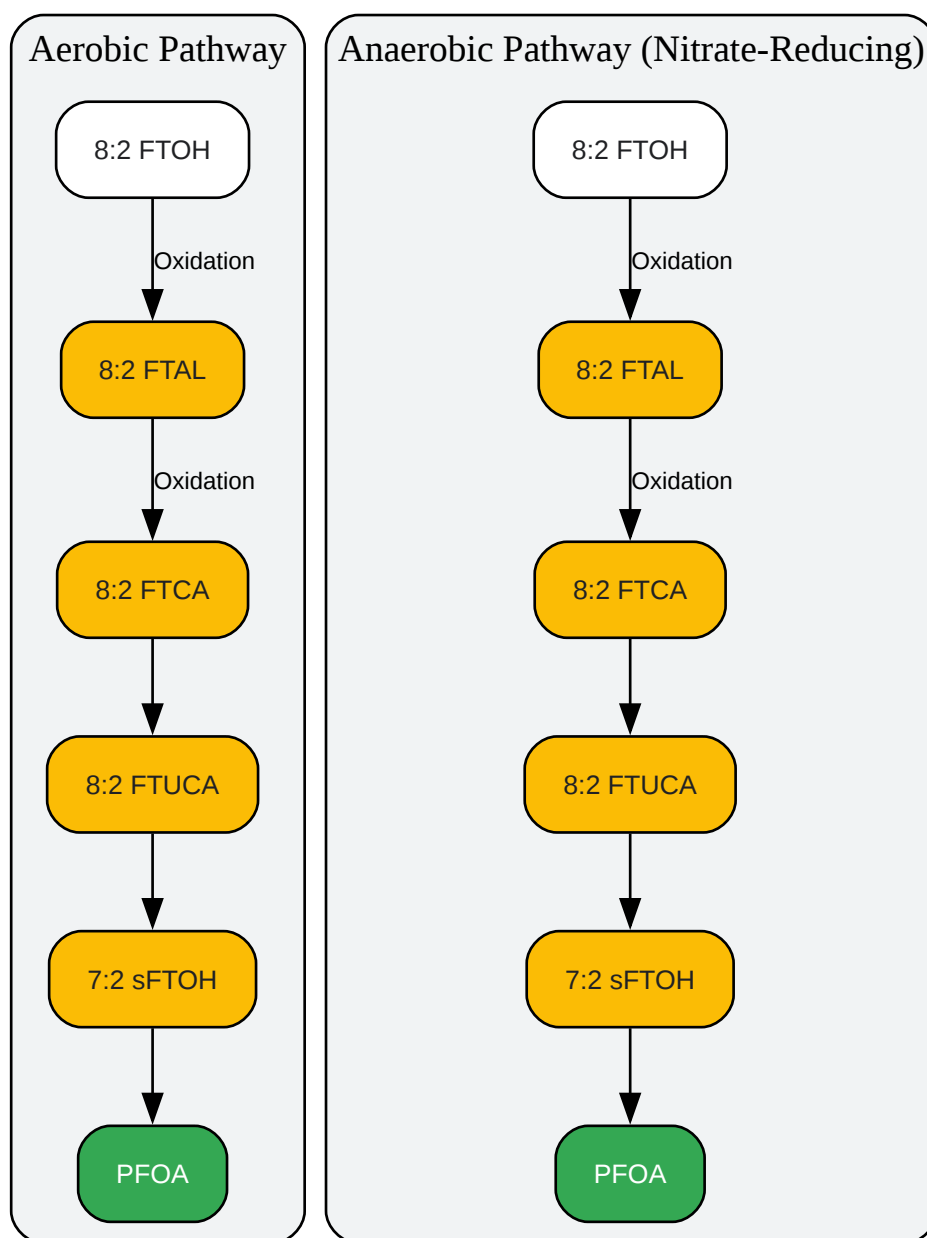 Aerobic Pathway
8:2 FTOH
Oxidation
8:2 FTAL
Oxidation
8:2 FTCA
8:2 FTUCA
7:2 sFTOH
PFOA
Anaerobic Pathway (Nitrate-Reducing)
8:2 FTOH
Oxidation
8:2 FTAL
Oxidation
8:2 FTCA
8:2 FTUCA
7:2 sFTOH
PFOA